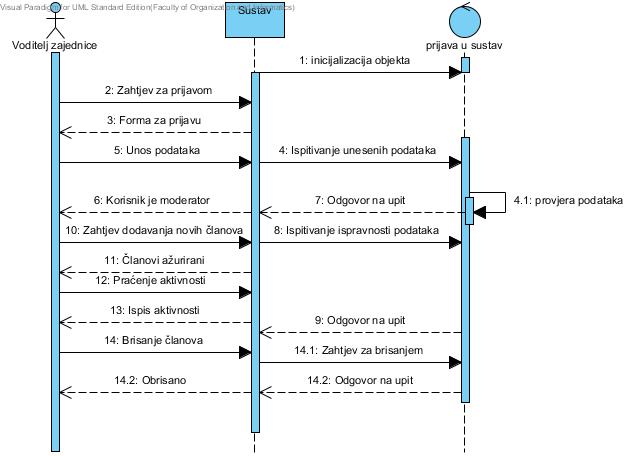 Visual Paradigm for UML Standard Edition(Faculty of Organization and Informatics)
Sustav
Voditelj zajednice
prijava u sustav
1: inicijalizacija objekta
2: Zahtjev za prijavom
3: Forma za prijavu
5: Unos podataka
4: Ispitivanje unesenih podataka
6: Korisnik je moderator
7: Odgovor na upit
4.1: provjera podataka
10: Zahtjev dodavanja novih članova
8: Ispitivanje ispravnosti podataka
11: Članovi ažurirani
12: Praćenje aktivnosti
13: Ispis aktivnosti
9: Odgovor na upit
14: Brisanje članova
14.1: Zahtjev za brisanjem
14.2: Obrisano
14.2: Odgovor na upit